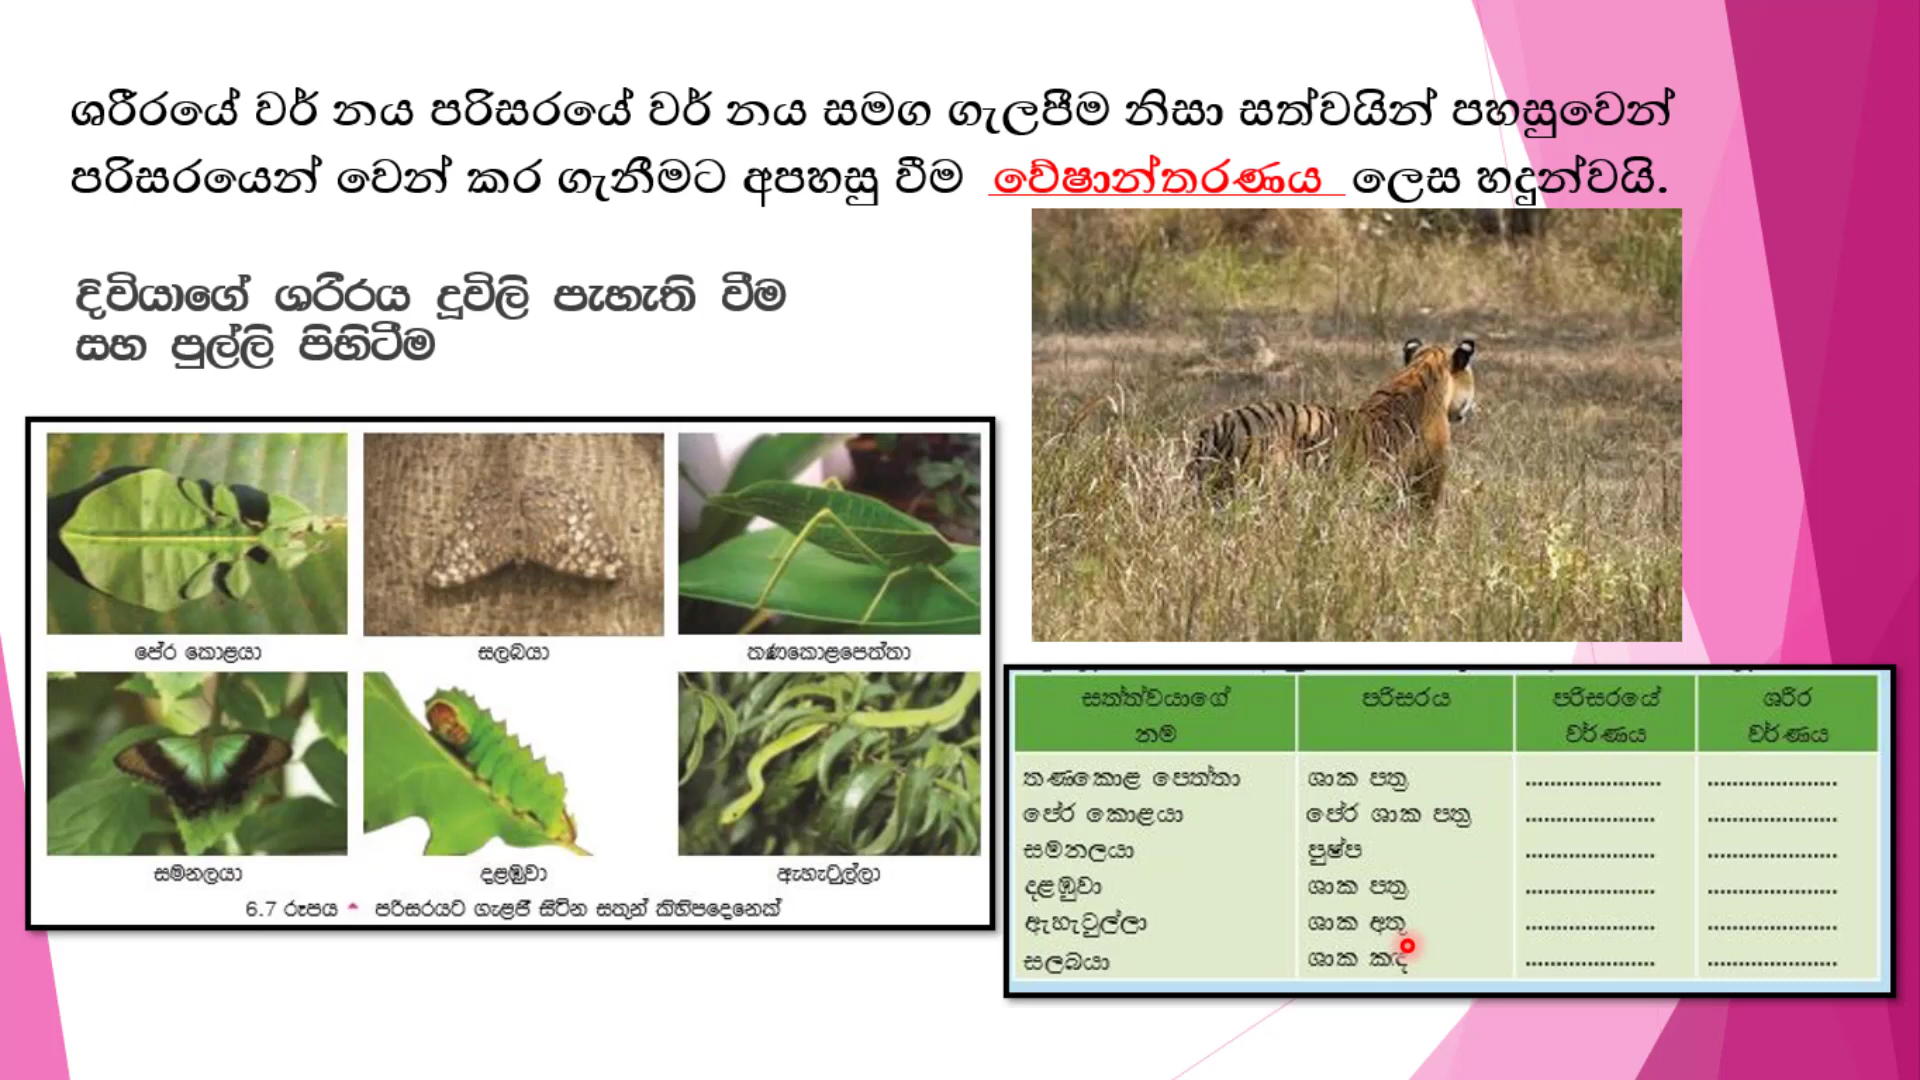 ශරීරයේ වර් නය පරිසරයේ වර් නය සමග ගැලපීම නිසා සත්වයින් පහසුවෙන්
පරිසරයෙන් වෙන් කර ගැනීමට අපහසු වීම වේෂාන්තරණය ලෙස හඳුන්වයි.
දිවියාගේ ශරීරය දූවිලි පැහැති වීම
සහ පුල්ලි පිහිටීම
පේර කොළයා
සලබයා
තණකොළපෙත්තා
සමනලයා
දළඹුවා
ඇහැටුල්ලා
6.7 රූපය පරිසරයට ගැළජී සිටින සතුන් කිහිපදෙනෙක්
සත්ත්වයාගේ නම පරිසරය පරිසරයේ වර්ණය ශරීර වර්ණය
තණකොළ පෙත්තා ශාක පත්‍ර ...................... .....................
පේර කොළයා පේර ශාක පත්‍ර ..................... .....................
සමනලයා පුෂ්ප ..................... .....................
දළඹුවා ශාක පත්‍ර ..................... .....................
ඇහැටුල්ලා ශාක අතු ..................... .....................
සලබයා ශාක කඳ ..................... .....................